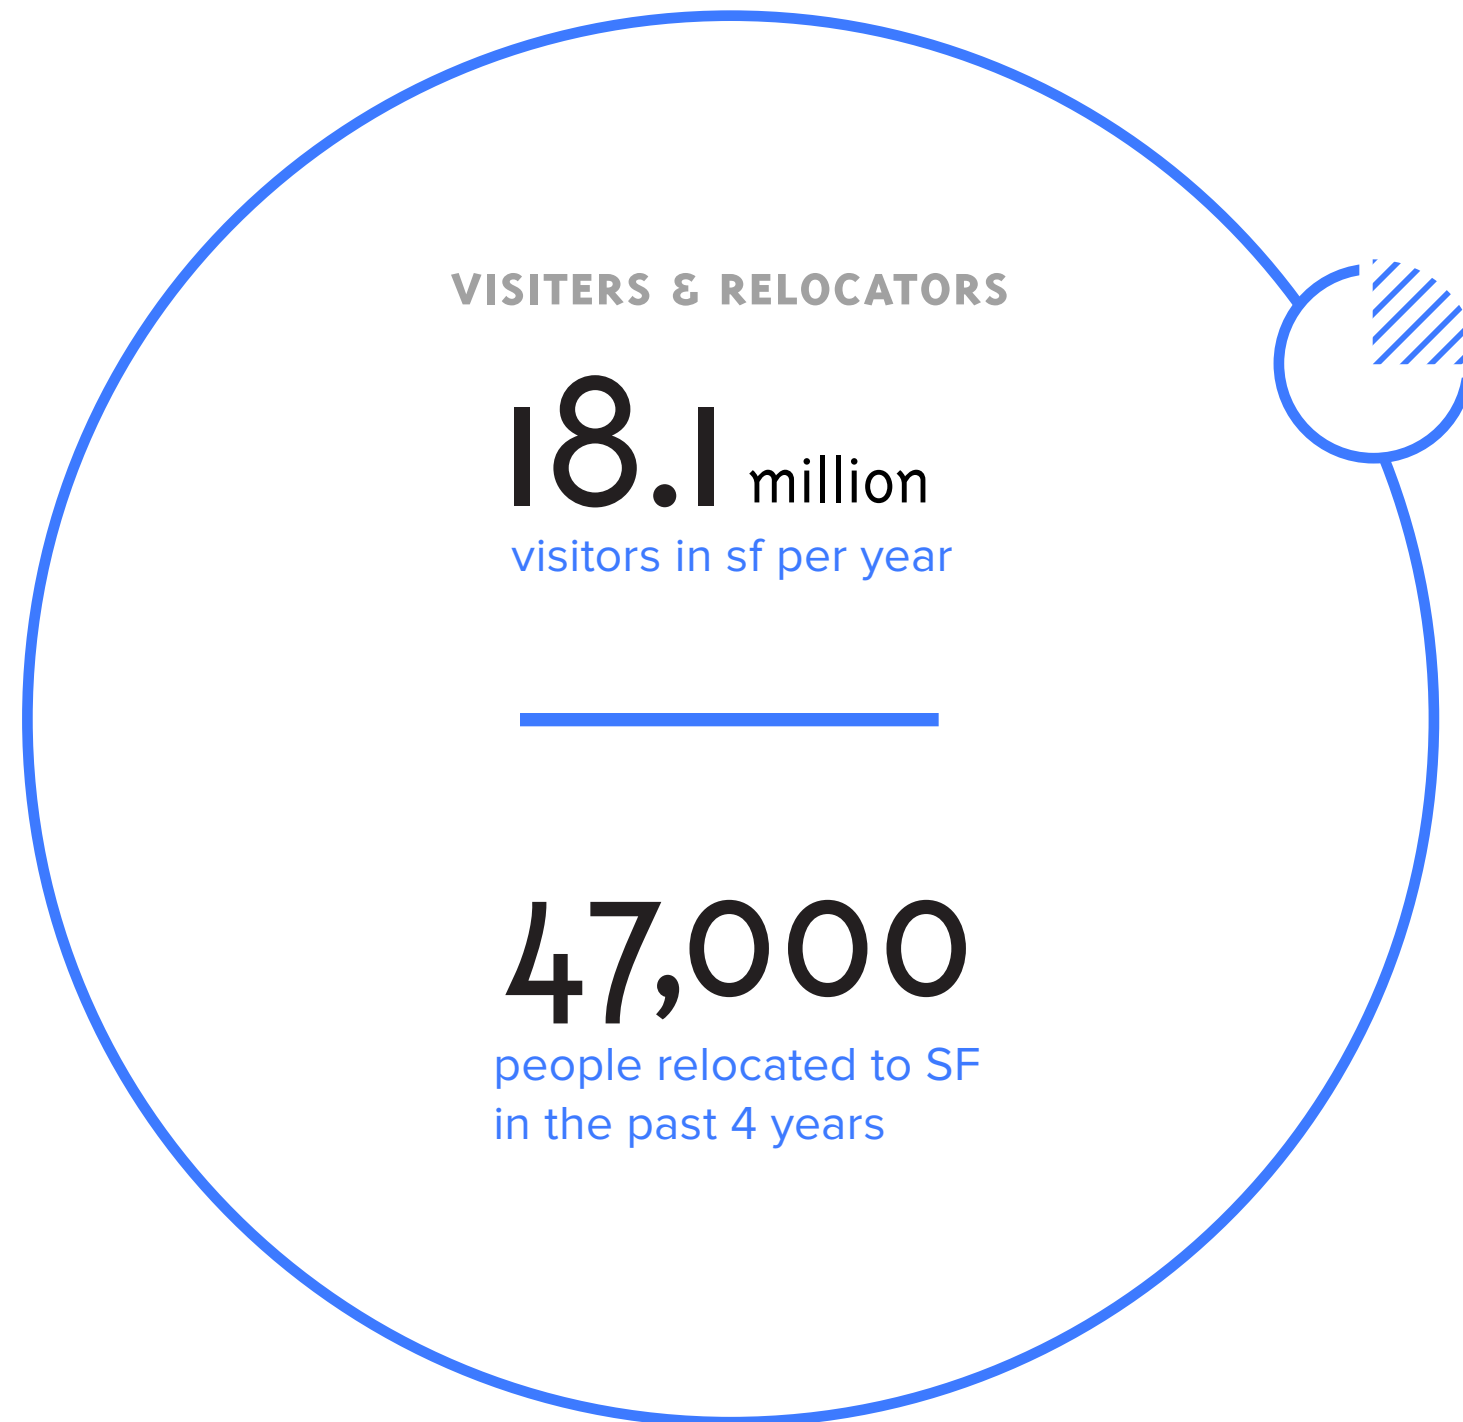 VISITERS & RELOCATORS
18.1 million
visitors in sf per year
47,000
people relocated to SF
in the past 4 years